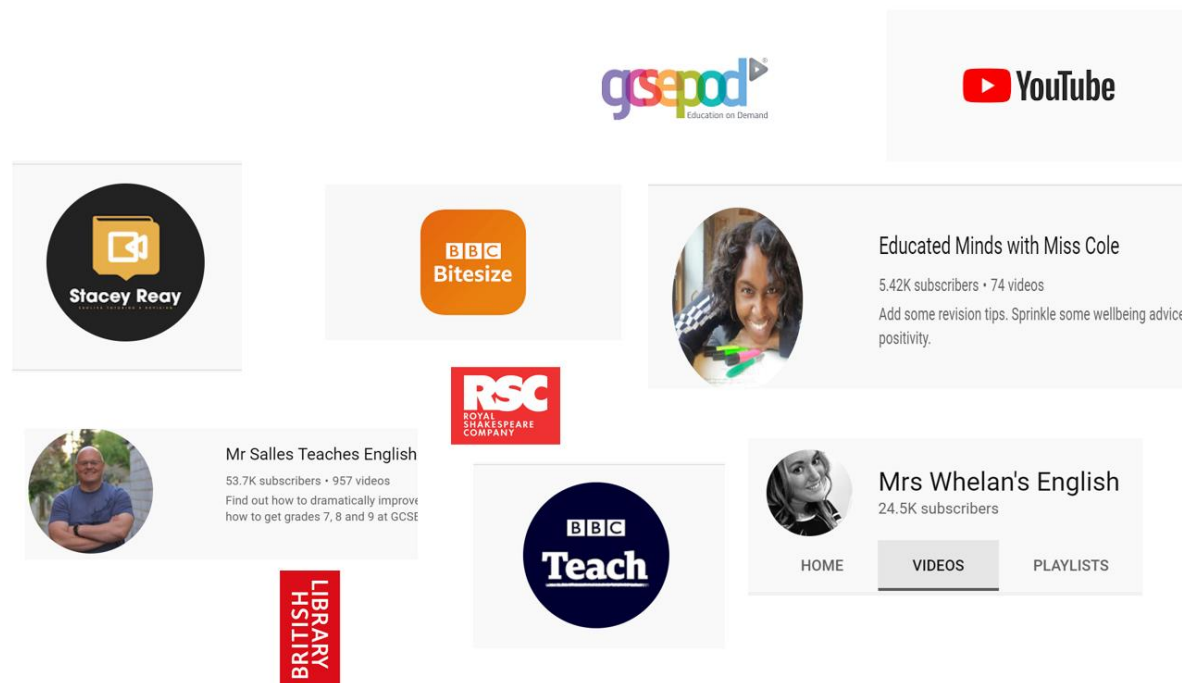 gcsepod
Education on Demand
YouTube
Stacey Reay
BBC
Bitesize
Educated Minds with Miss Cole
5.42K subscribers • 74 videos
Add some revision tips. Sprinkle some wellbeing advice
positivity.
RSC
ROYAL
SHAKESPEARE
COMPANY
Mr Salles Teaches English
53.7K subscribers • 957 videos
Find out how to dramatically improve
how to get grades 7, 8 and 9 at GCSE
BBC
Teach
Mrs Whelan's English
24.5K subscribers
HOME VIDEOS PLAYLISTS
BRITISH
LIBRARY